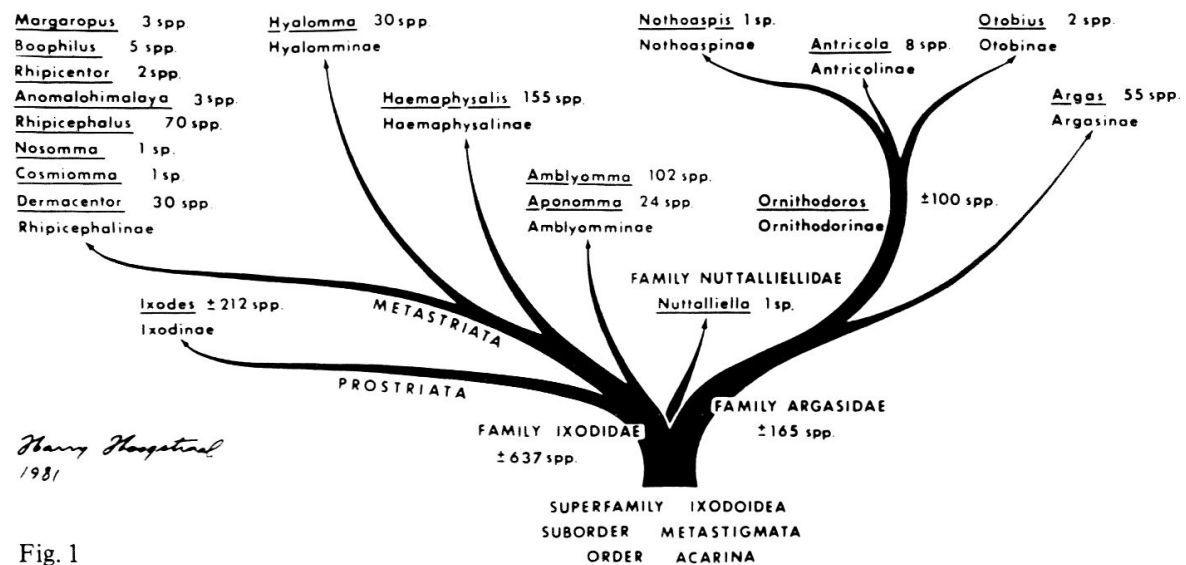 Margaropus 3 spp.
Boophilus 5 spp.
Rhipicentor 2 spp.
Anomalohimalaya 3 spp.
Rhipicephalus 70 spp.
Nosomma 1 sp.
Cosmiomma 1 sp.
Dermacentor 30 spp.
Rhipicephalinae
Hyalomma 30 spp.
Hyalomminae
Haemaphysalis 155 spp.
Haemaphysalinae
Amblyomma 102 spp.
Aponomma 24 spp.
Amblyomminae
Nothoaspis 1 sp.
Nothoaspinae
Antricola 8 spp.
Antricolinae
Otobius 2 spp.
Otobinae
Argas 55 spp.
Argasinae
Ornithodoros ±100 spp.
Ornithodorinae
FAMILY NUTTALLIELLIDAE
Nuttalliella 1 sp.
Ixodes ±212 spp.
Ixodinae
METASTRIATA
PROSTRIATA
FAMILY IXODIDAE
±637 spp.
FAMILY ARGASIDAE
±165 spp.
Harry Hoogstraal
1981
SUPERFAMILY IXODOIDEA
SUBORDER METASTIGMATA
ORDER ACARINA
Fig. 1